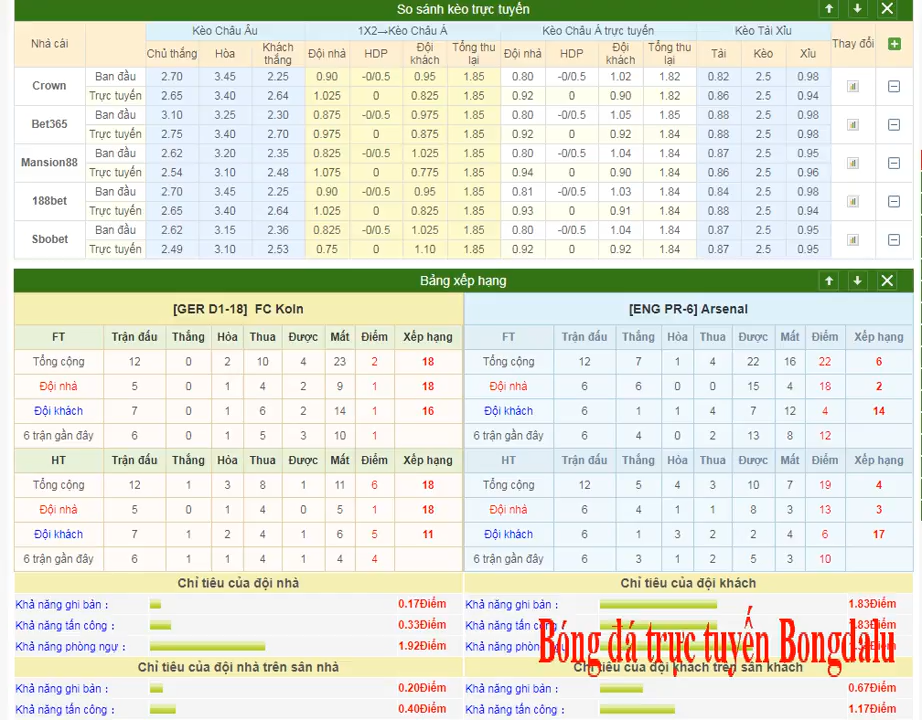 So sánh kèo trực tuyến
Nhà cái Kèo Châu Âu 1X2→Kèo Châu Á Kèo Châu Á trực tuyến Kèo Tài Xỉu Thay đổi
Chủ thắng Hòa Khách thắng Đội nhà HDP Đội khách Tổng thu lại Đội nhà HDP Đội khách Tổng thu lại Tài Kèo Xỉu
Crown Ban đầu 2.70 3.45 2.25 0.90 -0/0.5 0.95 1.85 0.80 -0/0.5 1.02 1.82 0.82 2.5 0.98
Trực tuyến 2.65 3.40 2.64 1.025 0 0.825 1.85 0.92 0 0.90 1.82 0.86 2.5 0.94
Bet365 Ban đầu 3.10 3.25 2.30 0.875 -0/0.5 0.975 1.85 0.80 -0/0.5 1.05 1.85 0.88 2.5 0.98
Trực tuyến 2.75 3.40 2.70 0.975 0 0.875 1.85 0.92 0 0.92 1.84 0.88 2.5 0.98
Mansion88 Ban đầu 2.62 3.20 2.35 0.825 -0/0.5 1.025 1.85 0.80 -0/0.5 1.04 1.84 0.87 2.5 0.95
Trực tuyến 2.54 3.10 2.48 1.075 0 0.775 1.85 0.94 0 0.90 1.84 0.86 2.5 0.96
188bet Ban đầu 2.70 3.45 2.25 0.90 -0/0.5 0.95 1.85 0.81 -0/0.5 1.03 1.84 0.84 2.5 0.98
Trực tuyến 2.65 3.40 2.64 1.025 0 0.825 1.85 0.93 0 0.91 1.84 0.88 2.5 0.94
Sbobet Ban đầu 2.62 3.15 2.36 0.825 -0/0.5 1.025 1.85 0.80 -0/0.5 1.04 1.84 0.87 2.5 0.95
Trực tuyến 2.49 3.10 2.53 0.75 0 1.10 1.85 0.92 0 0.92 1.84 0.87 2.5 0.95
Bảng xếp hạng
[GER D1-18] FC Koln
FT Trận đấu Thắng Hòa Thua Được Mất Điểm Xếp hạng
Tổng cộng 12 0 2 10 4 23 2 18
Đội nhà 5 0 1 4 2 9 1 18
Đội khách 7 0 1 6 2 14 1 16
6 trận gần đây 6 0 1 5 3 10 1
HT Trận đấu Thắng Hòa Thua Được Mất Điểm Xếp hạng
Tổng cộng 12 1 3 8 1 11 6 18
Đội nhà 5 0 1 4 0 5 1 18
Đội khách 7 1 2 4 1 6 5 11
6 trận gần đây 6 1 1 4 1 4 4
[ENG PR-6] Arsenal
FT Trận đấu Thắng Hòa Thua Được Mất Điểm Xếp hạng
Tổng cộng 12 7 1 4 22 16 22 6
Đội nhà 6 6 0 0 15 4 18 2
Đội khách 6 1 1 4 7 12 4 14
6 trận gần đây 6 4 0 2 13 8 12
HT Trận đấu Thắng Hòa Thua Được Mất Điểm Xếp hạng
Tổng cộng 12 5 4 3 10 7 19 4
Đội nhà 6 4 1 1 8 3 13 3
Đội khách 6 1 3 2 2 4 6 17
6 trận gần đây 6 3 1 2 5 3 10
Chỉ tiêu của đội nhà
Khả năng ghi bàn : 0.17Điểm
Khả năng tấn công : 0.33Điểm
Khả năng phòng ngự : 1.92Điểm
Chỉ tiêu của đội nhà trên sân nhà
Khả năng ghi bàn : 0.20Điểm
Khả năng tấn công : 0.40Điểm
Chỉ tiêu của đội khách
Khả năng ghi bàn : 1.83Điểm
Khả năng tấn công
Khả năng phòng
Bóng đá trực tuyến Bongdalu
Chỉ tiêu của đội khách trên sân khách
Khả năng ghi bàn : 0.67Điểm
Khả năng tấn công : 1.17Điểm